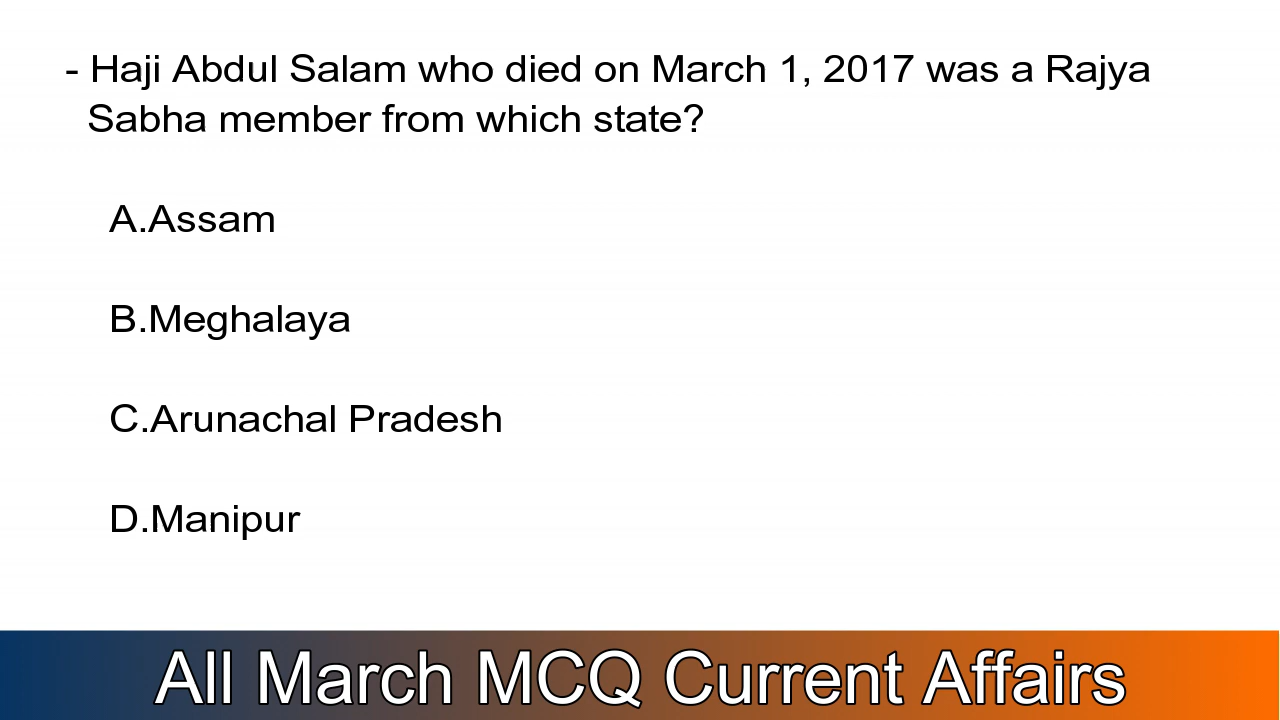 - Haji Abdul Salam who died on March 1, 2017 was a Rajya
Sabha member from which state?
A.Assam
B.Meghalaya
C.Arunachal Pradesh
D.Manipur
All March MCQ Current Affairs